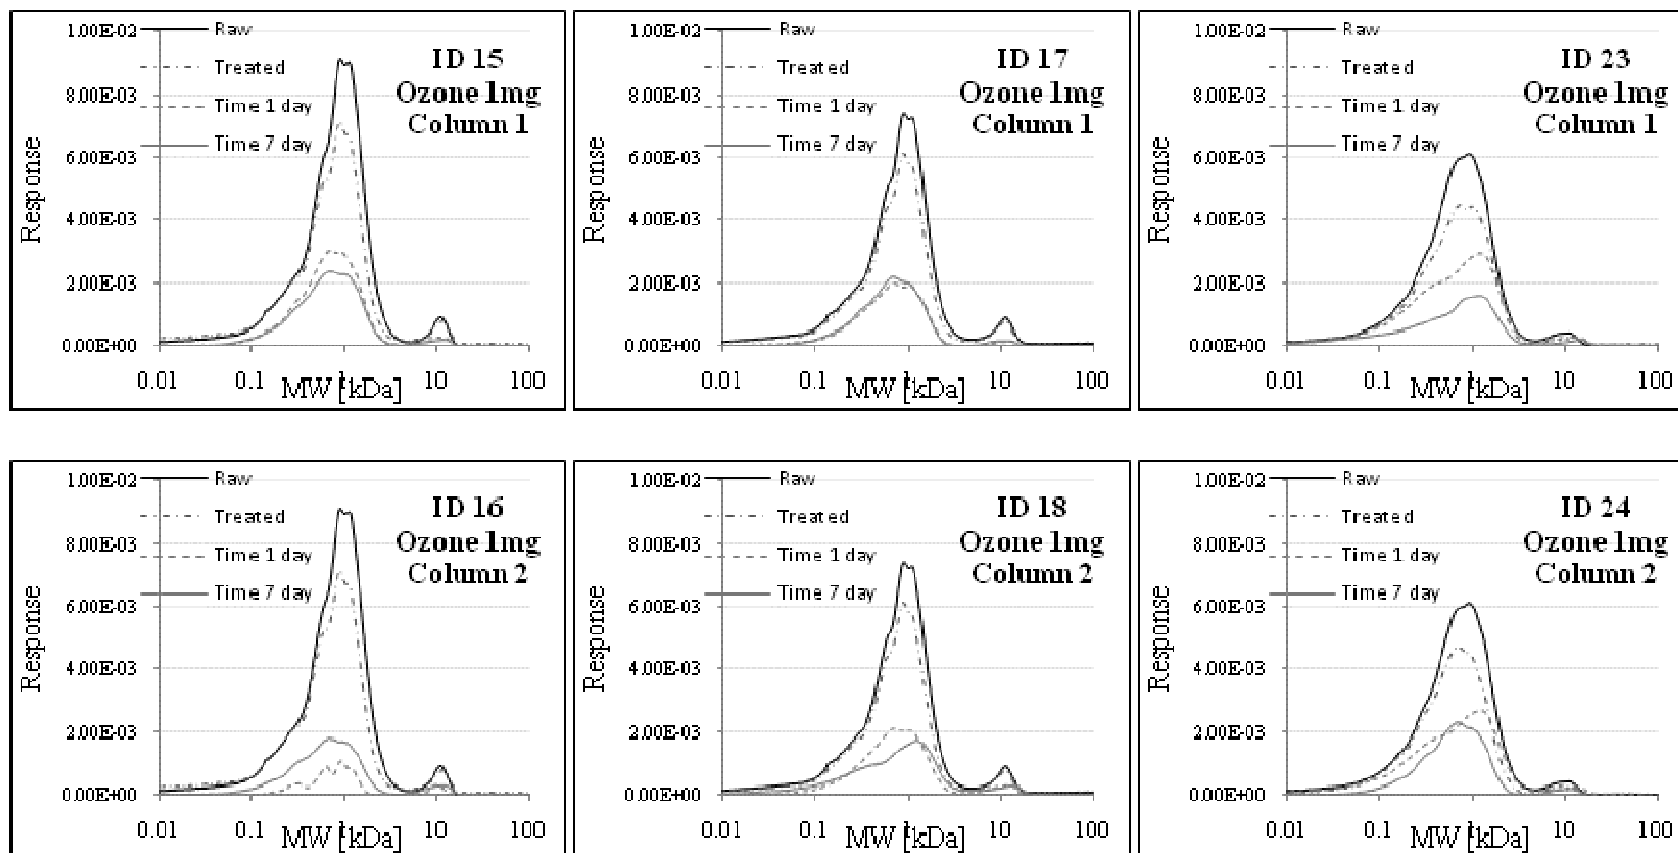 1.00E-02
8.00E-03
6.00E-03
4.00E-03
2.00E-03
0.00E+00
Response
Raw
Treated
Time 1 day
Time 7 day
ID 15
Ozone 1mg
Column 1
0.01 0.1 1 10 100
MW [kDa]
1.00E-02
8.00E-03
6.00E-03
4.00E-03
2.00E-03
0.00E+00
Response
Raw
Treated
Time 1 day
Time 7 day
ID 17
Ozone 1mg
Column 1
0.01 0.1 1 10 100
MW [kDa]
1.00E-02
8.00E-03
6.00E-03
4.00E-03
2.00E-03
0.00E+00
Response
Raw
Treated
Time 1 day
Time 7 day
ID 23
Ozone 1mg
Column 1
0.01 0.1 1 10 100
MW [kDa]
1.00E-02
8.00E-03
6.00E-03
4.00E-03
2.00E-03
0.00E+00
Response
Raw
Treated
Time 1 day
Time 7 day
ID 16
Ozone 1mg
Column 2
0.01 0.1 1 10 100
MW [kDa]
1.00E-02
8.00E-03
6.00E-03
4.00E-03
2.00E-03
0.00E+00
Response
Raw
Treated
Time 1 day
Time 7 day
ID 18
Ozone 1mg
Column 2
0.01 0.1 1 10 100
MW [kDa]
1.00E-02
8.00E-03
6.00E-03
4.00E-03
2.00E-03
0.00E+00
Response
Raw
Treated
Time 1 day
Time 7 day
ID 24
Ozone 1mg
Column 2
0.01 0.1 1 10 100
MW [kDa]